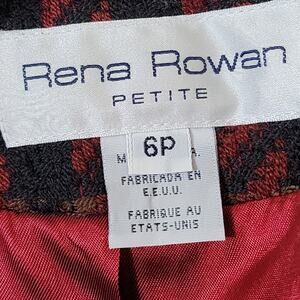 Rena Rowan
PETITE
6P
M A.
FABRICADA EN
E.E.U.U.
FABRIQUE AU
ETATS-UNIS